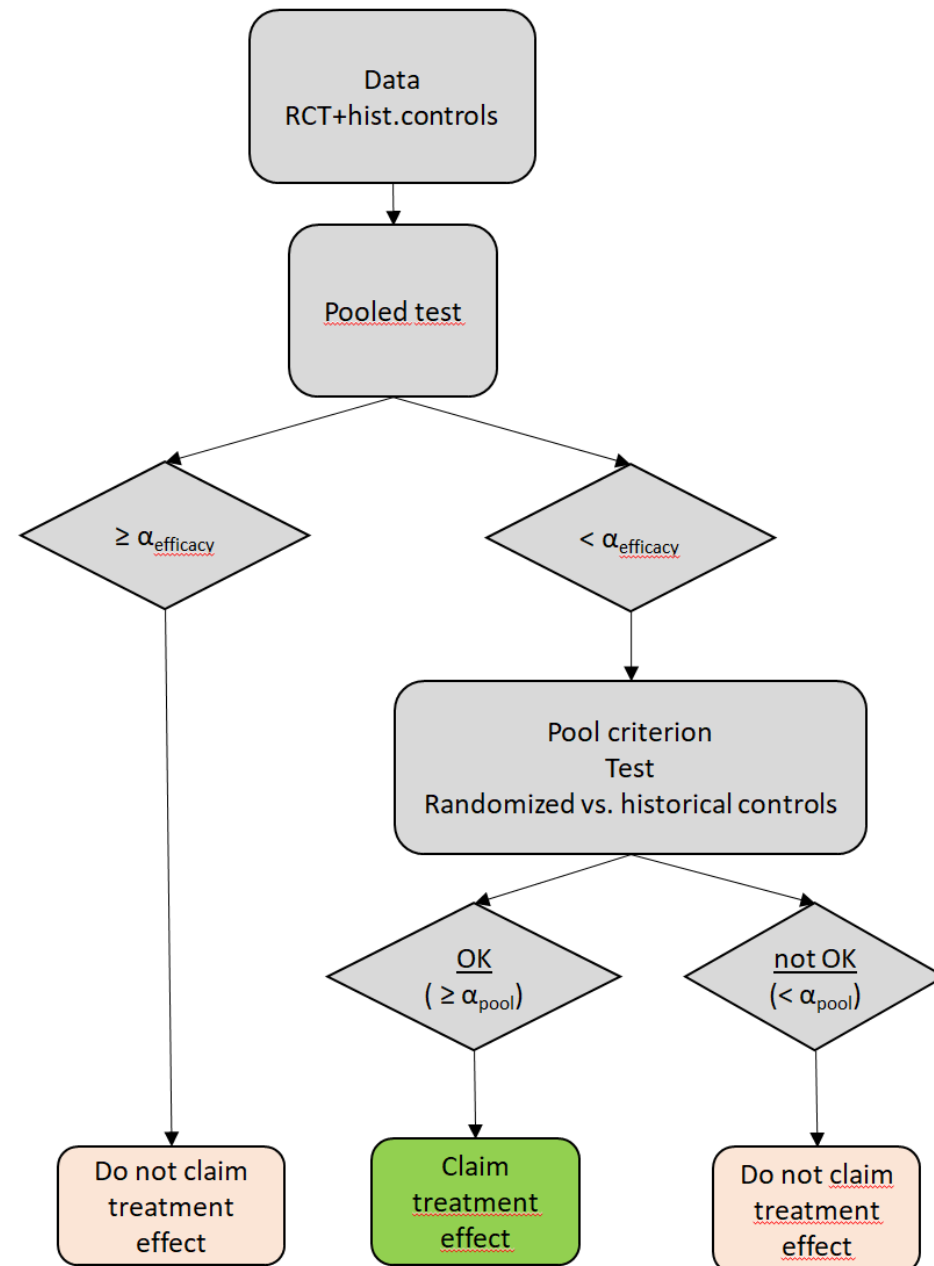 Data
RCT+hist.controls
Pooled test
≥ αefficacy
< αefficacy
Pool criterion
Test
Randomized vs. historical controls
OK
( ≥ αpool)
not OK
(< αpool)
Do not claim
treatment
effect
Claim
treatment
effect
Do not claim
treatment
effect